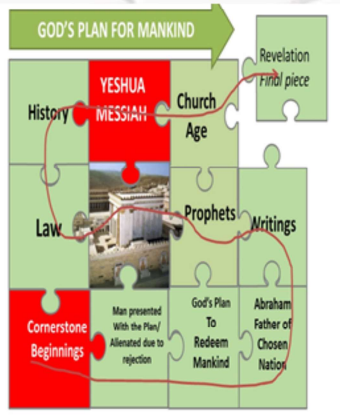 GOD'S PLAN FOR MANKIND
Revelation
Final piece
History
YESHUA
MESSIAH
Church
Age
Law
Prophets
Writings
Cornerstone
Beginnings
Man presented
With the Plan/
Alienated due to
rejection
God's Plan
To
Redeem
Mankind
Abraham
Father of
Chosen
Nation